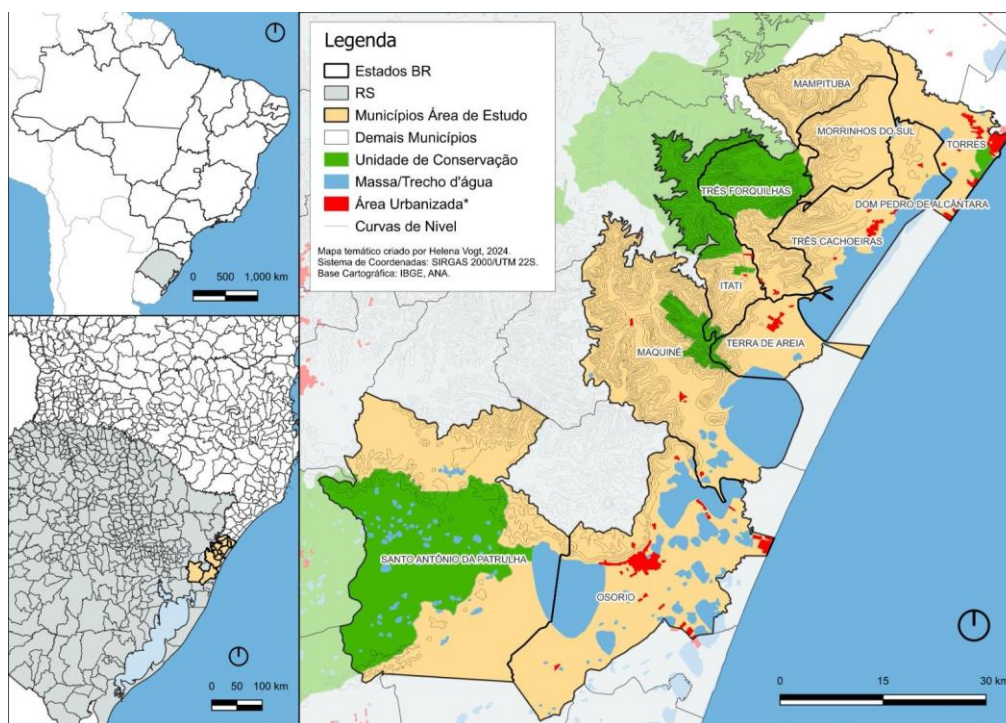 Legenda
Estados BR
RS
Municípios Área de Estudo
Demais Municípios
Unidade de Conservação
Massa/Trecho d'água
Área Urbanizada*
Curvas de Nivel
Mapa temático criado por Helena Vogt, 2024.
Sistema de Coordenadas: SIRGAS 2000/UTM 22S.
Base Cartográfica: IBGE, ANA.
0 500 1,000 km
0 50 100 km
MAMPITUBA
MORRINHOS DO SUL
TORRES
TRÊS FORQUILHAS
DOM PEDRO DE ALCÂNTARA
TRÊS CACHOEIRAS
ITATI
TERRA DE AREIA
MAQUINÉ
SANTO ANTÔNIO DA PATRULHA
OSORIO
0 15 30 km